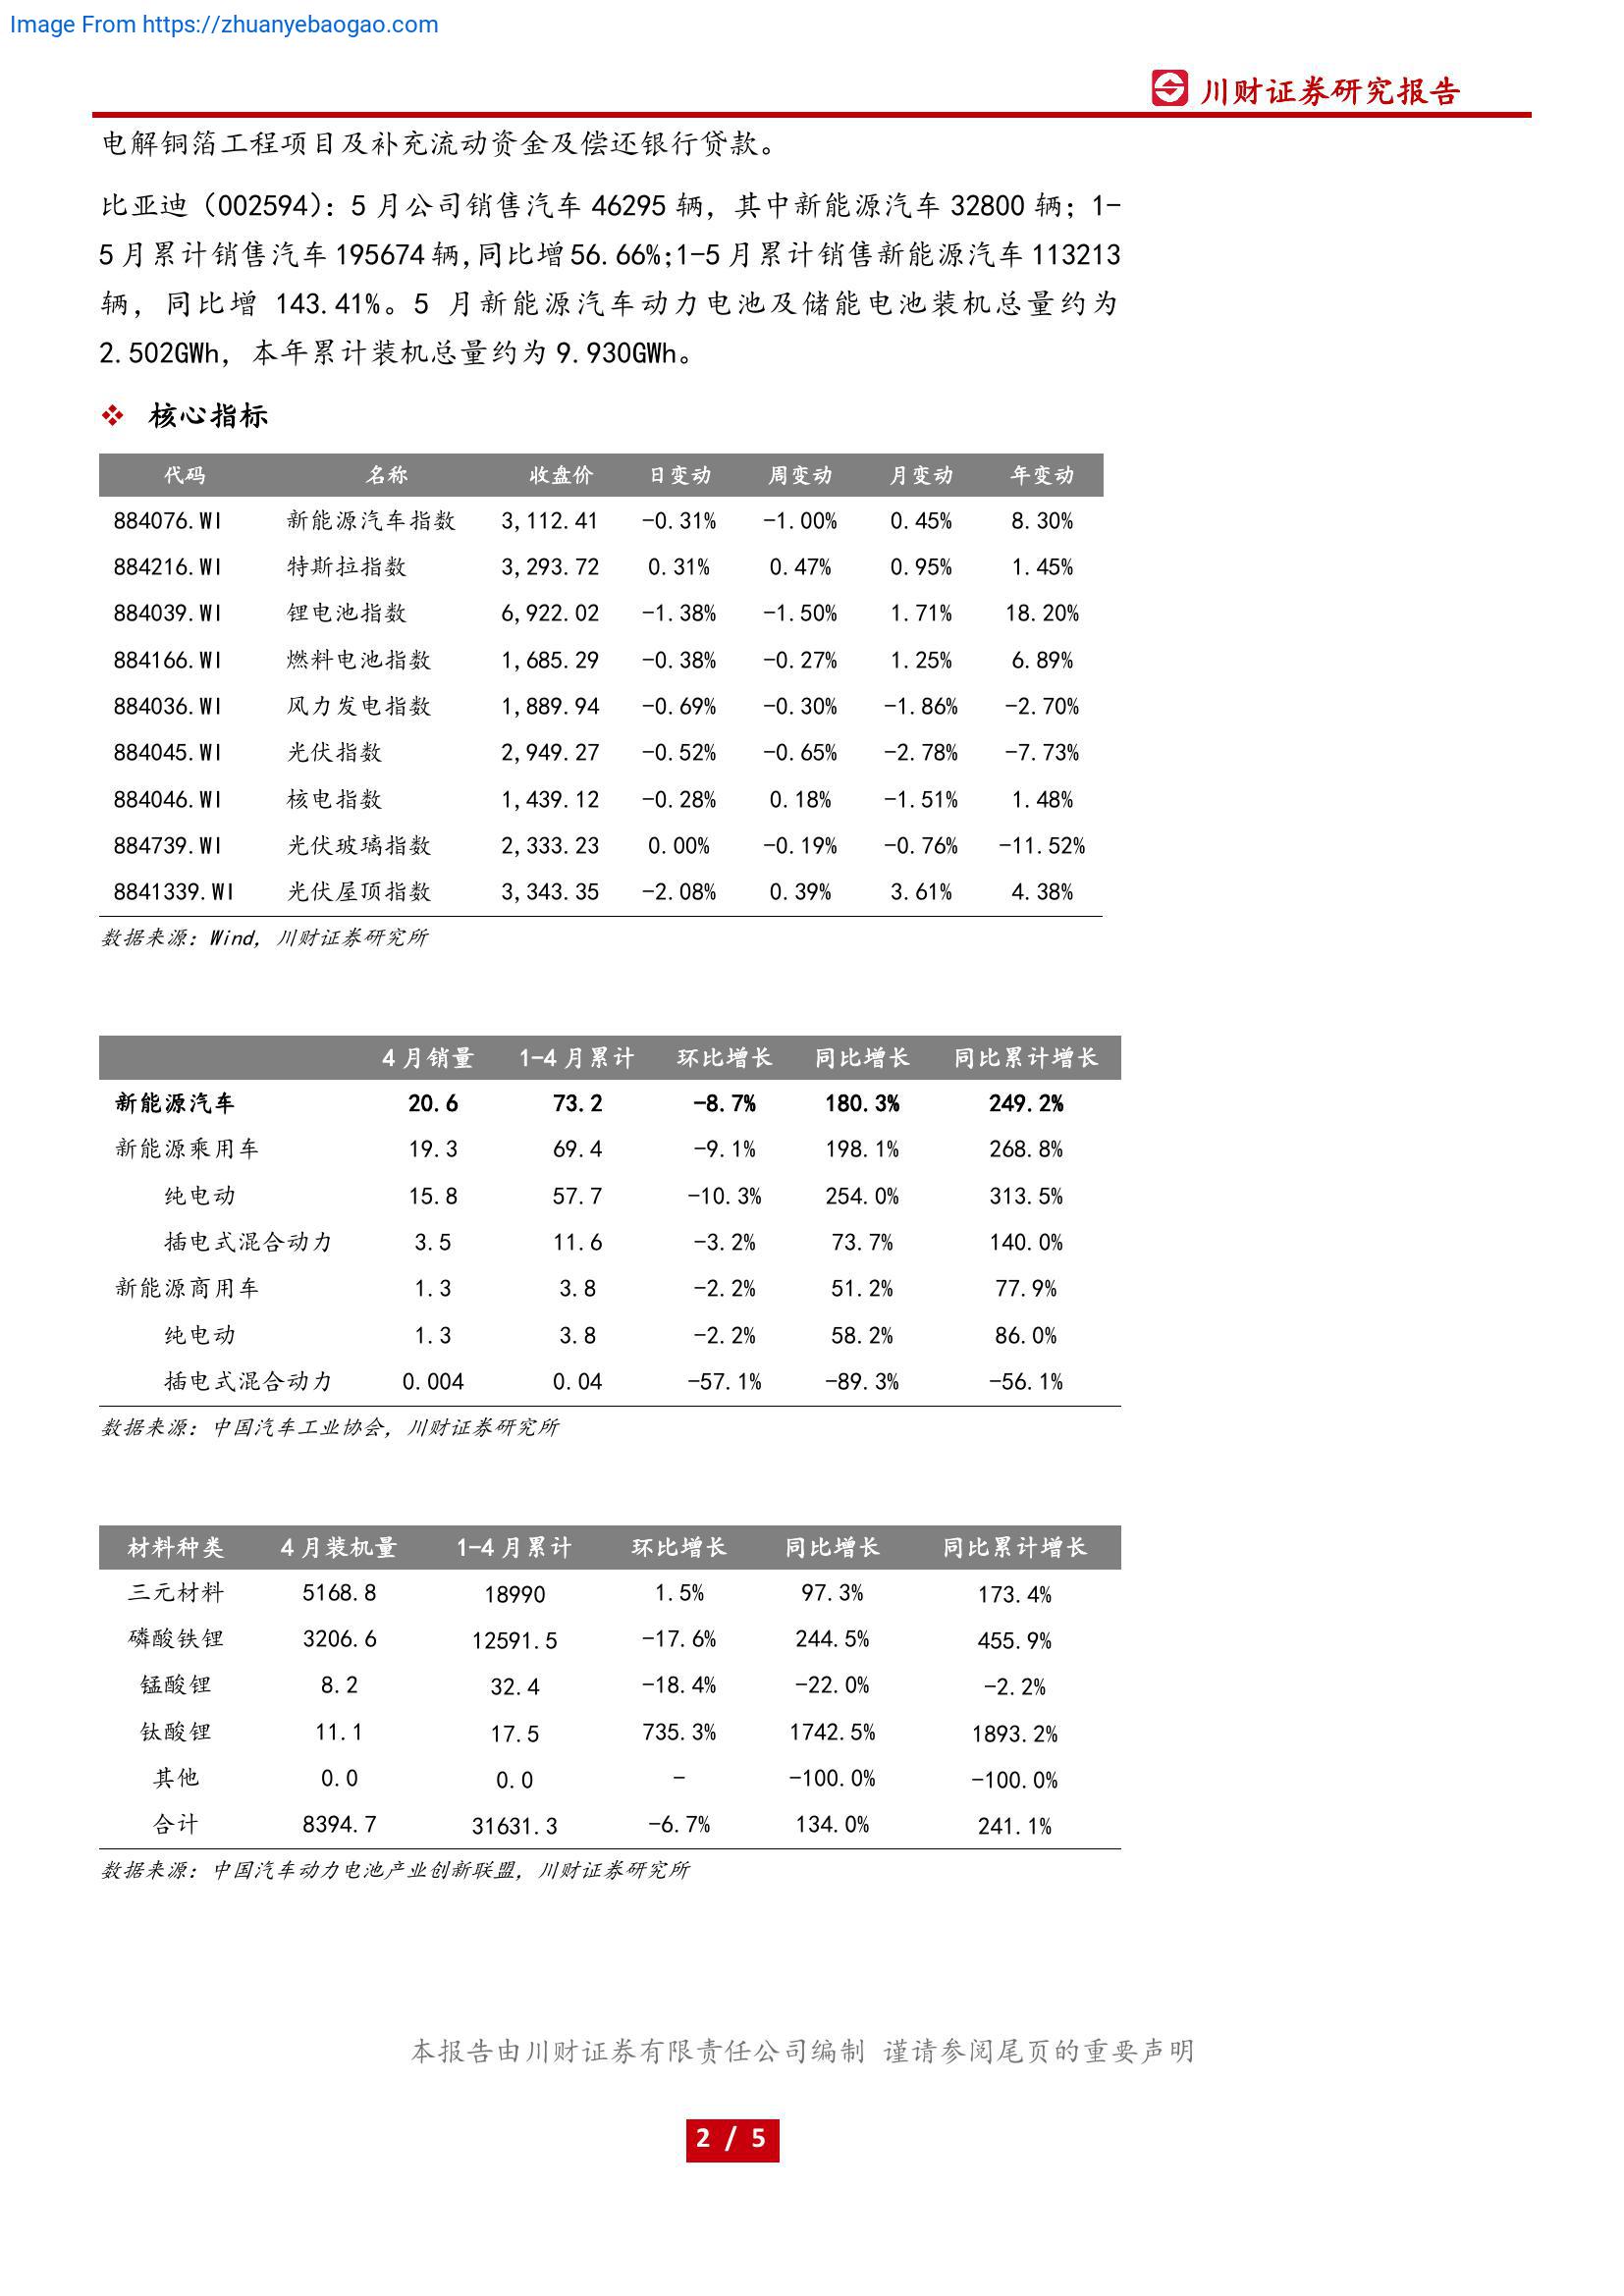 Image From https://zhuanyebaogao.com
川财证券研究报告
电解铜箔工程项目及补充流动资金及偿还银行贷款。
比亚迪（002594）：5 月公司销售汽车 46295 辆，其中新能源汽车 32800 辆；1-
5 月累计销售汽车 195674 辆，同比增 56.66%；1-5 月累计销售新能源汽车 113213
辆，同比增 143.41%。5 月新能源汽车动力电池及储能电池装机总量约为
2.502GWh，本年累计装机总量约为 9.930GWh。
❖ 核心指标
代码 名称 收盘价 日变动 周变动 月变动 年变动
884076.WI 新能源汽车指数 3,112.41 -0.31% -1.00% 0.45% 8.30%
884216.WI 特斯拉指数 3,293.72 0.31% 0.47% 0.95% 1.45%
884039.WI 锂电池指数 6,922.02 -1.38% -1.50% 1.71% 18.20%
884166.WI 燃料电池指数 1,685.29 -0.38% -0.27% 1.25% 6.89%
884036.WI 风力发电指数 1,889.94 -0.69% -0.30% -1.86% -2.70%
884045.WI 光伏指数 2,949.27 -0.52% -0.65% -2.78% -7.73%
884046.WI 核电指数 1,439.12 -0.28% 0.18% -1.51% 1.48%
884739.WI 光伏玻璃指数 2,333.23 0.00% -0.19% -0.76% -11.52%
8841339.WI 光伏屋顶指数 3,343.35 -2.08% 0.39% 3.61% 4.38%
数据来源：Wind，川财证券研究所
4 月销量 1-4 月累计 环比增长 同比增长 同比累计增长
新能源汽车 20.6 73.2 -8.7% 180.3% 249.2%
新能源乘用车 19.3 69.4 -9.1% 198.1% 268.8%
纯电动 15.8 57.7 -10.3% 254.0% 313.5%
插电式混合动力 3.5 11.6 -3.2% 73.7% 140.0%
新能源商用车 1.3 3.8 -2.2% 51.2% 77.9%
纯电动 1.3 3.8 -2.2% 58.2% 86.0%
插电式混合动力 0.004 0.04 -57.1% -89.3% -56.1%
数据来源：中国汽车工业协会，川财证券研究所
材料种类 4 月装机量 1-4 月累计 环比增长 同比增长 同比累计增长
三元材料 5168.8 18990 1.5% 97.3% 173.4%
磷酸铁锂 3206.6 12591.5 -17.6% 244.5% 455.9%
锰酸锂 8.2 32.4 -18.4% -22.0% -2.2%
钛酸锂 11.1 17.5 735.3% 1742.5% 1893.2%
其他 0.0 0.0 - -100.0% -100.0%
合计 8394.7 31631.3 -6.7% 134.0% 241.1%
数据来源：中国汽车动力电池产业创新联盟，川财证券研究所
本报告由川财证券有限责任公司编制 谨请参阅尾页的重要声明
2 / 5